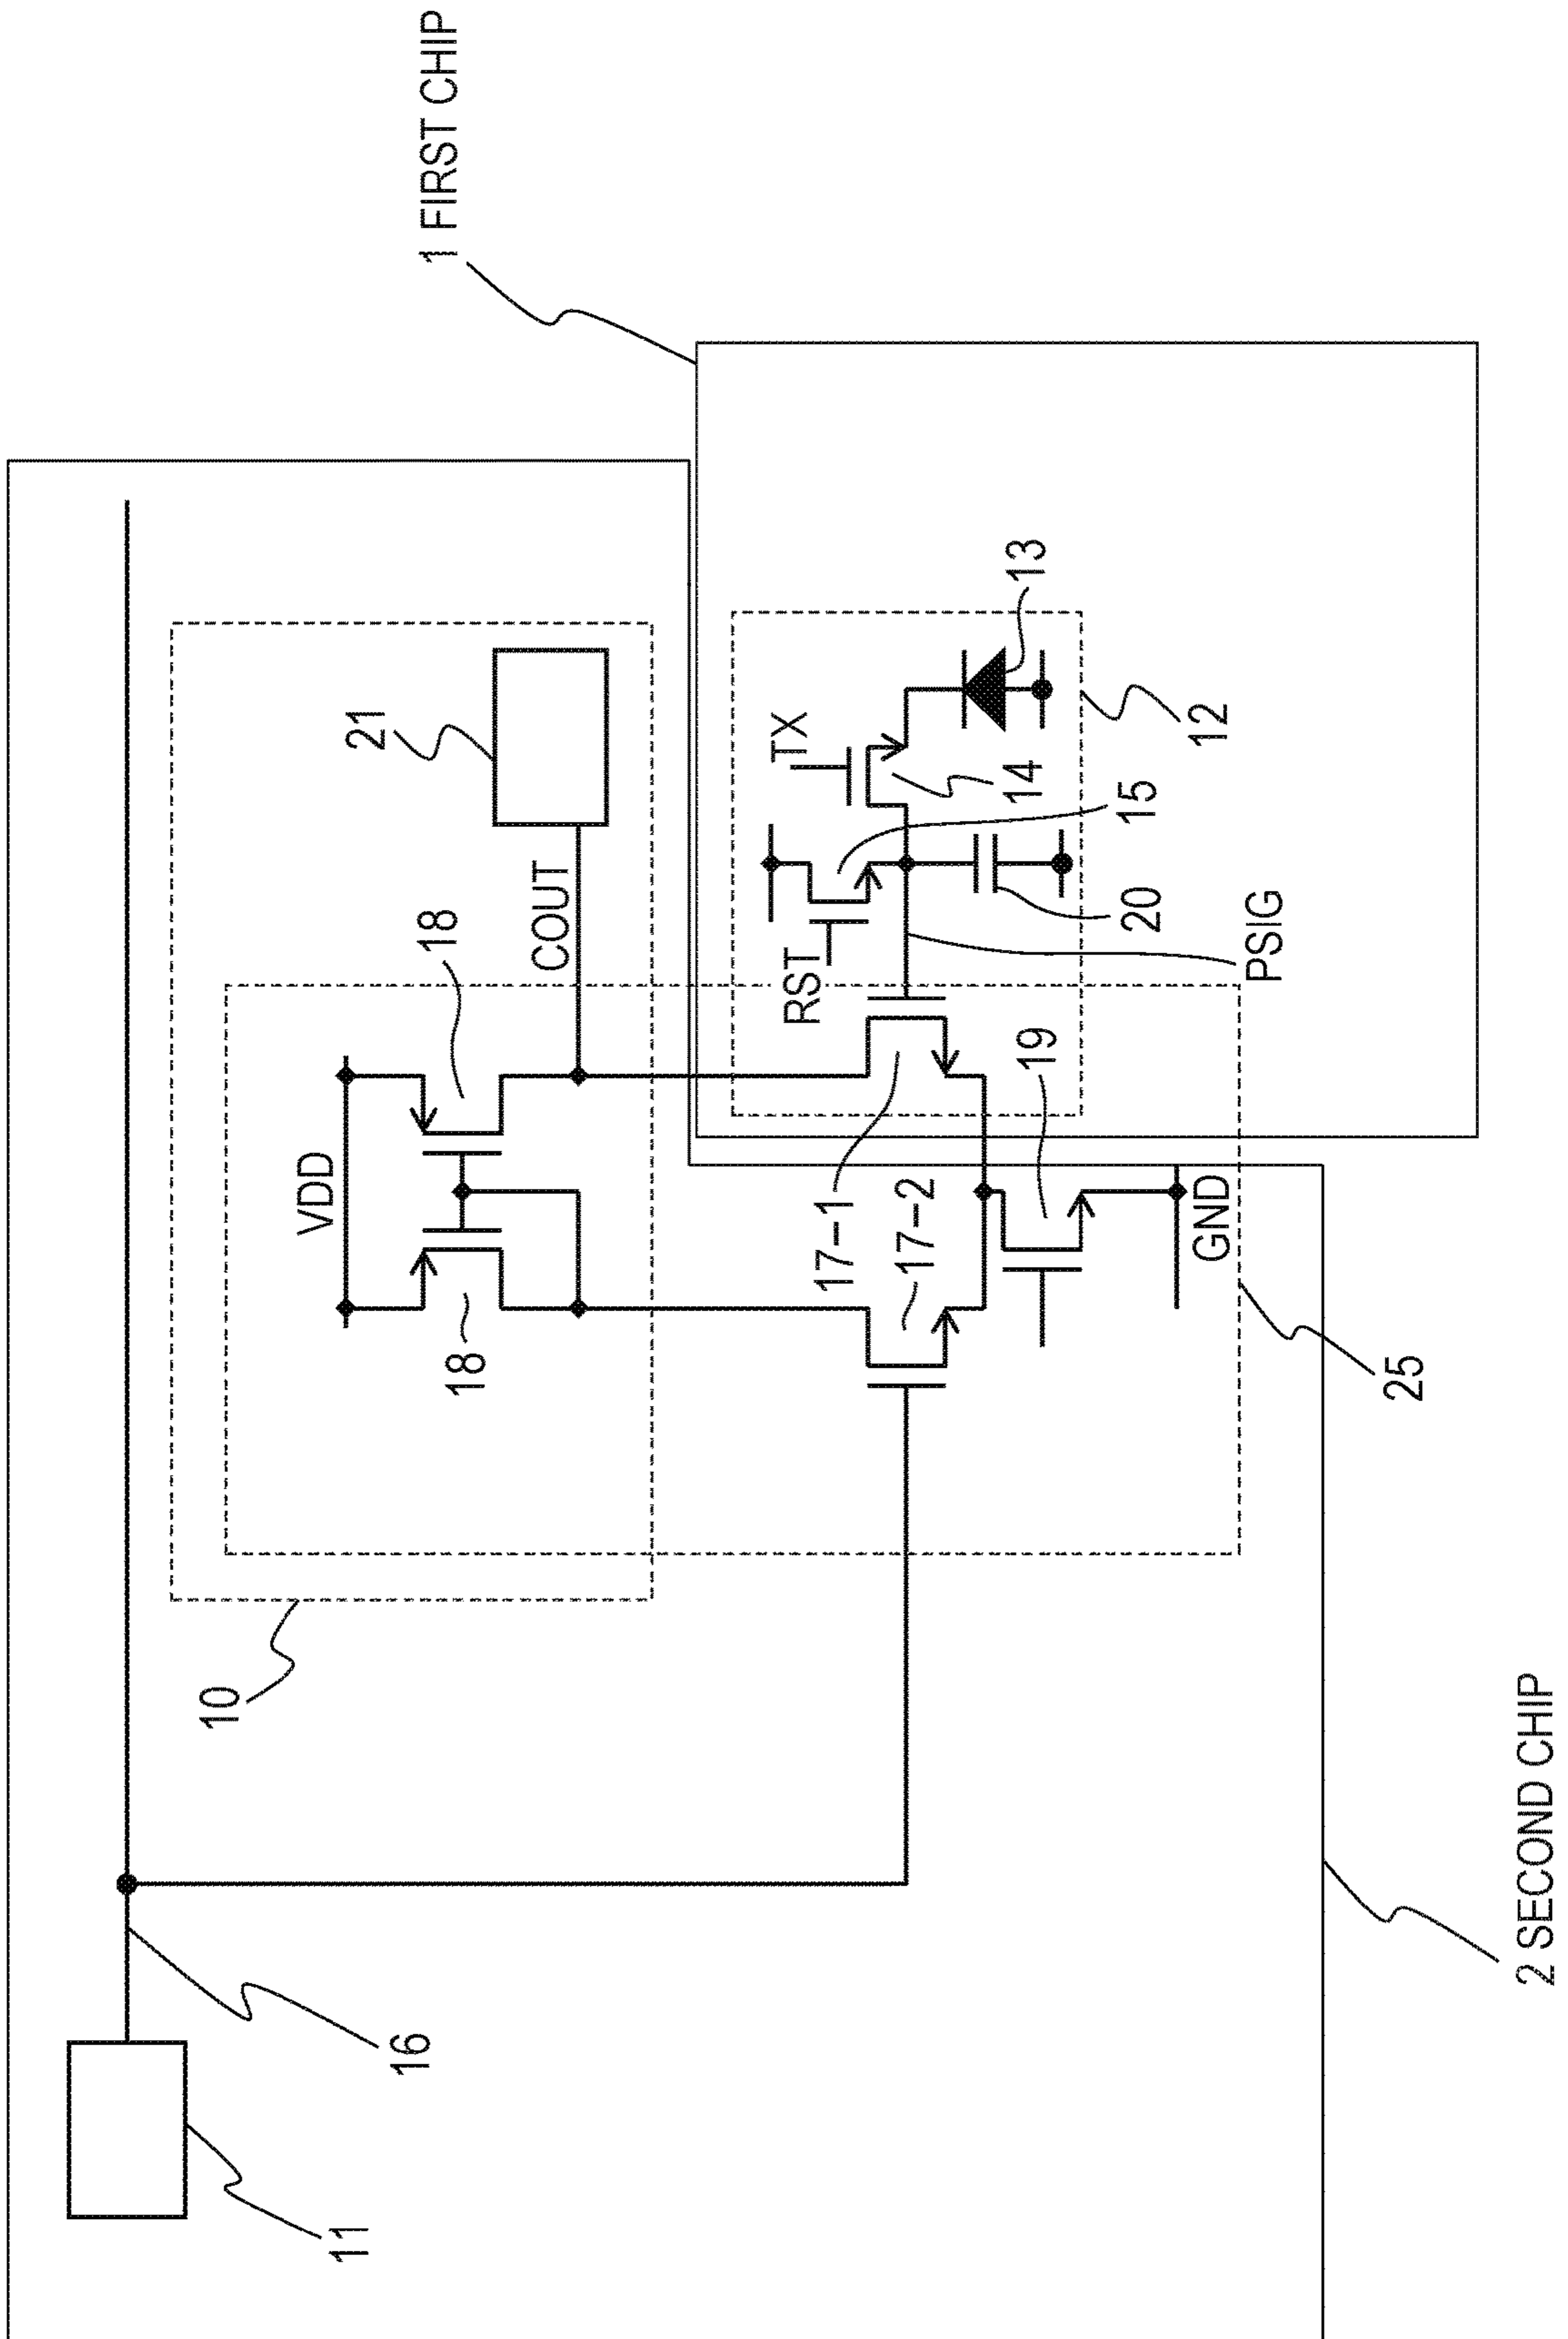 1 FIRST CHIP
21
COUT
18
VDD
18
10
TX
13
14
12
15
RST
20
PSIG
19
17-1
17-2
GND
25
16
11
2 SECOND CHIP